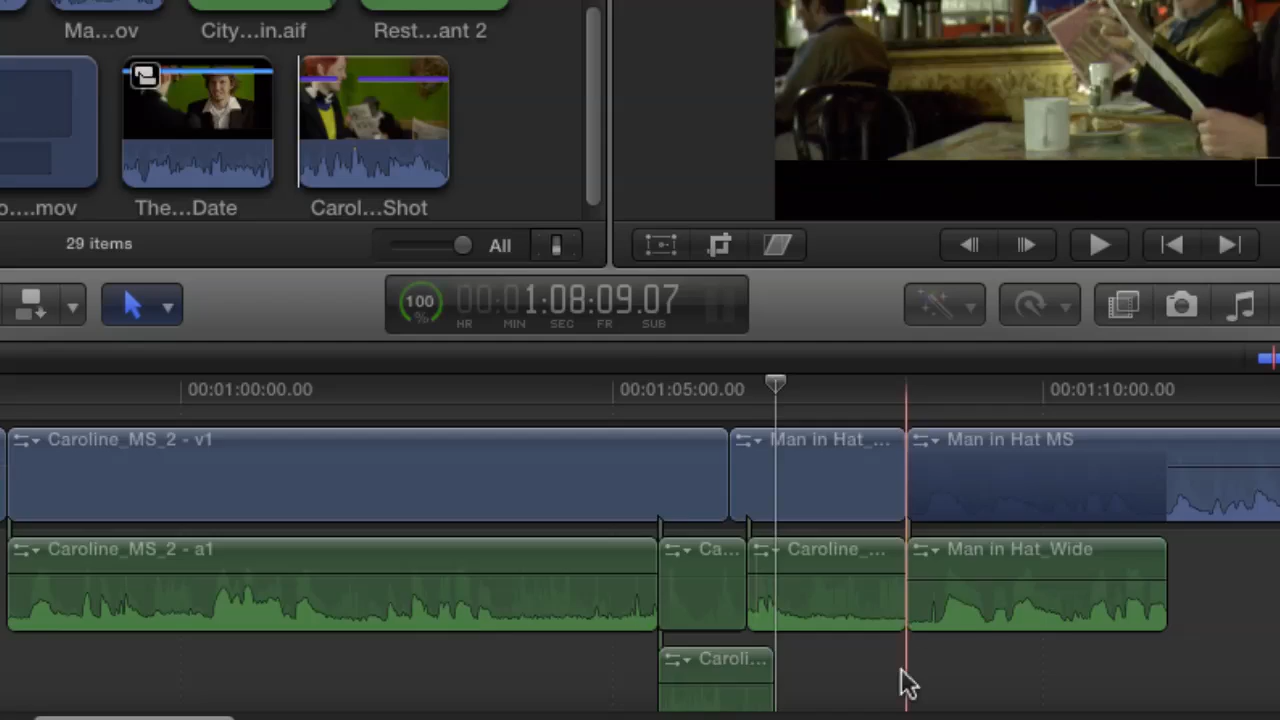 Ma...ov
City...in.aif
Rest...ant 2
o....mov
The...Date
Carol...Shot
29 items
All
100
%
00:01:08:09.07
HR
MIN
SEC
FR
SUB
00:01:00:00.00
00:01:05:00.00
00:01:10:00.00
Caroline_MS_2 - v1
Man in Hat_...
Man in Hat MS
Caroline_MS_2 - a1
Ca...
Caroline_...
Man in Hat_Wide
Caroli...